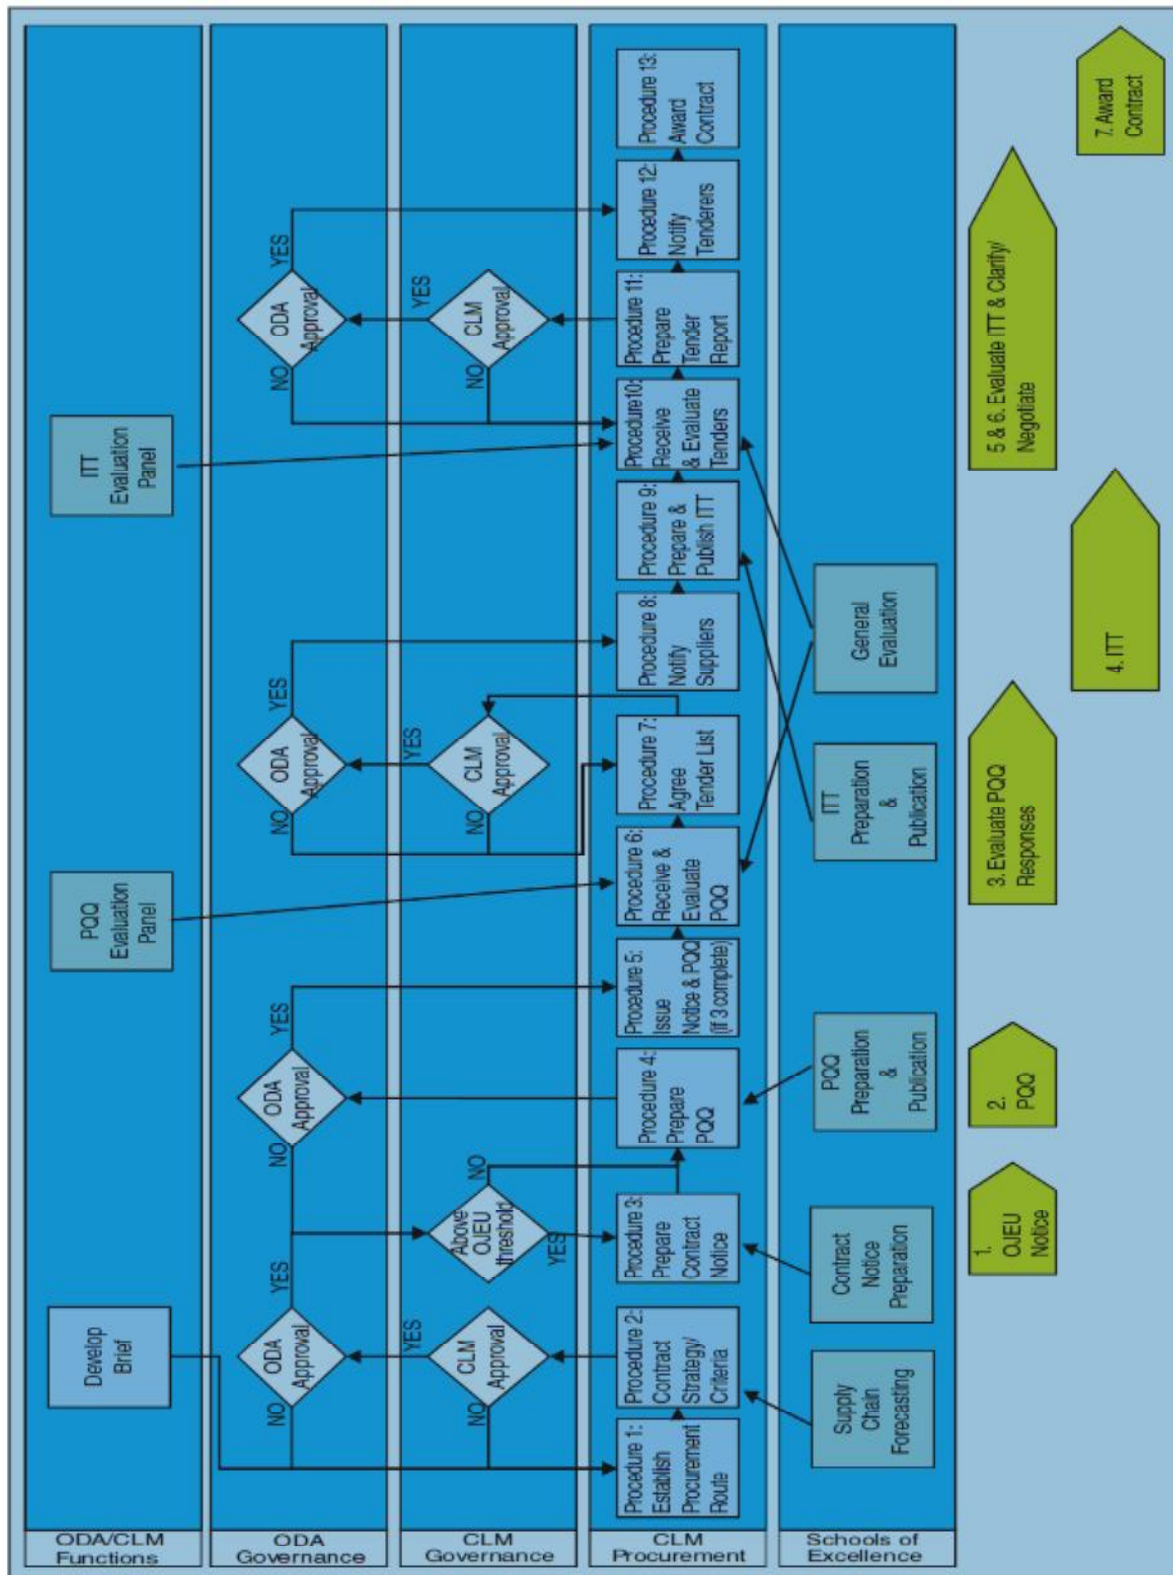 ODA/CLM
Functions
Develop
Brief
PQQ
Evaluation
Panel
ITT
Evaluation
Panel
ODA
Governance
ODA
Approval
NO
YES
ODA
Approval
NO
YES
ODA
Approval
NO
YES
ODA
Approval
NO
YES
CLM
Governance
CLM
Approval
NO
YES
Above
OJEU
threshold
YES
NO
CLM
Approval
NO
YES
CLM
Approval
NO
YES
CLM
Procurement
Procedure 1:
Establish
Procurement
Route
Procedure 2:
Contract
Strategy/
Criteria
Procedure 3:
Prepare
Contract
Notice
Procedure 4:
Prepare
PQQ
Procedure 5:
Issue
Notice & PQQ
(If 3 complete)
Procedure 6:
Receive &
Evaluate
PQQ
Procedure 7:
Agree
Tender List
Procedure 8:
Notify
Suppliers
Procedure 9:
Prepare &
Publish ITT
Procedure10:
Receive
& Evaluate
Tenders
Procedure 11:
Prepare
Tender
Report
Procedure 12:
Notify
Tenderers
Procedure 13:
Award
Contract
Schools of
Excellence
Supply
Chain
Forecasting
Contract
Notice
Preparation
PQQ
Preparation
&
Publication
ITT
Preparation
&
Publication
General
Evaluation
1.
OJEU
Notice
2.
PQQ
3. Evaluate PQQ
Responses
4. ITT
5 & 6. Evaluate ITT & Clarify/
Negotiate
7. Award
Contract